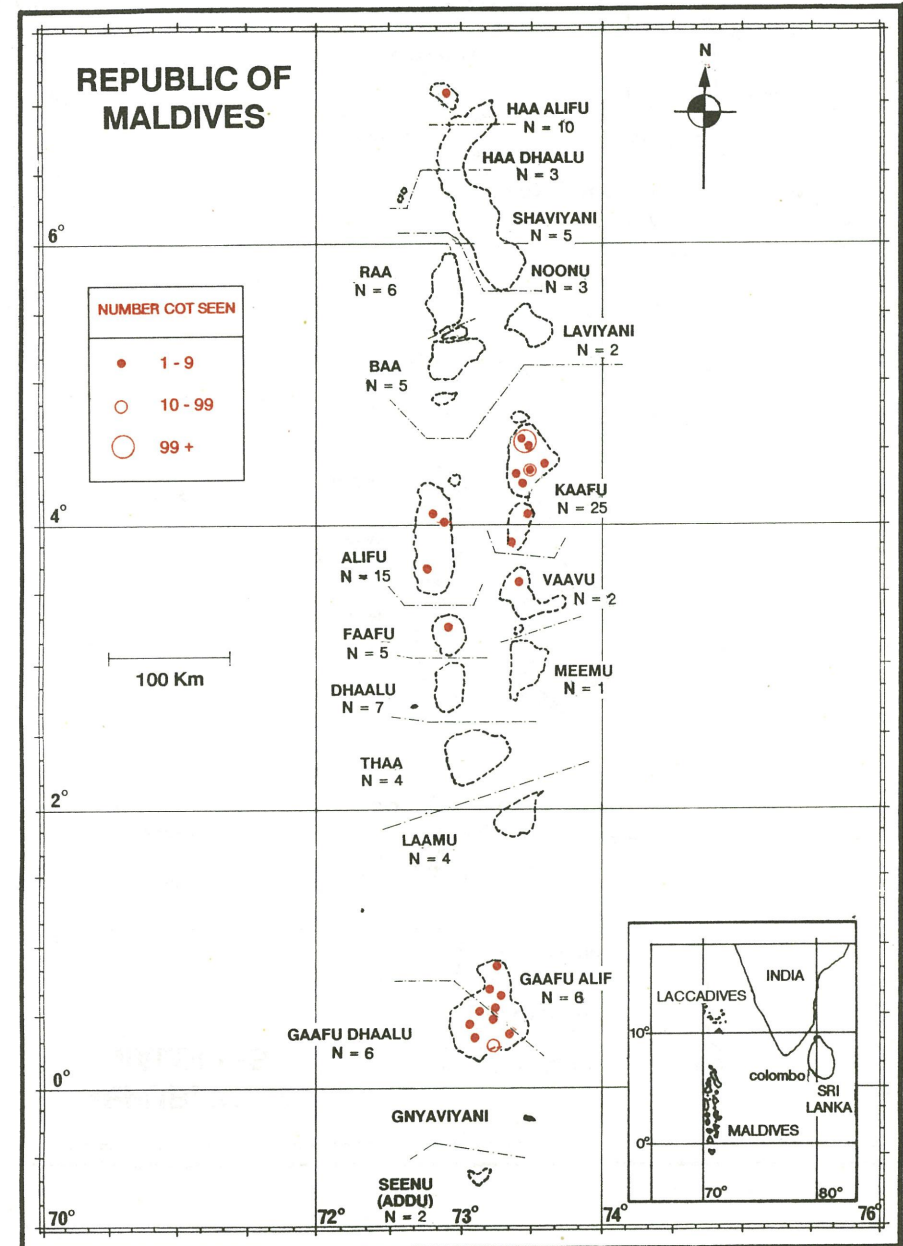 REPUBLIC OF
MALDIVES
N
HAA ALIFU
N = 10
HAA DHAALU
N = 3
SHAVIYANI
N = 5
6°
RAA
N = 6
NOONU
N = 3
NUMBER COT SEEN
1 - 9
10 - 99
99 +
LAVIYANI
N = 2
BAA
N = 5
KAAFU
N = 25
4°
ALIFU
N = 15
VAAVU
N = 2
FAAFU
N = 5
100 Km
MEEMU
N = 1
DHAALU
N = 7
THAA
N = 4
2°
LAAMU
N = 4
GAAFU ALIF
N = 6
GAAFU DHAALU
N = 6
0°
GNYAVIYANI
SEENU
(ADDU)
N = 2
INDIA
LACCADIVES
10°
colombo
SRI
LANKA
MALDIVES
0°
70°
80°
70°
72°
73°
74°
76°